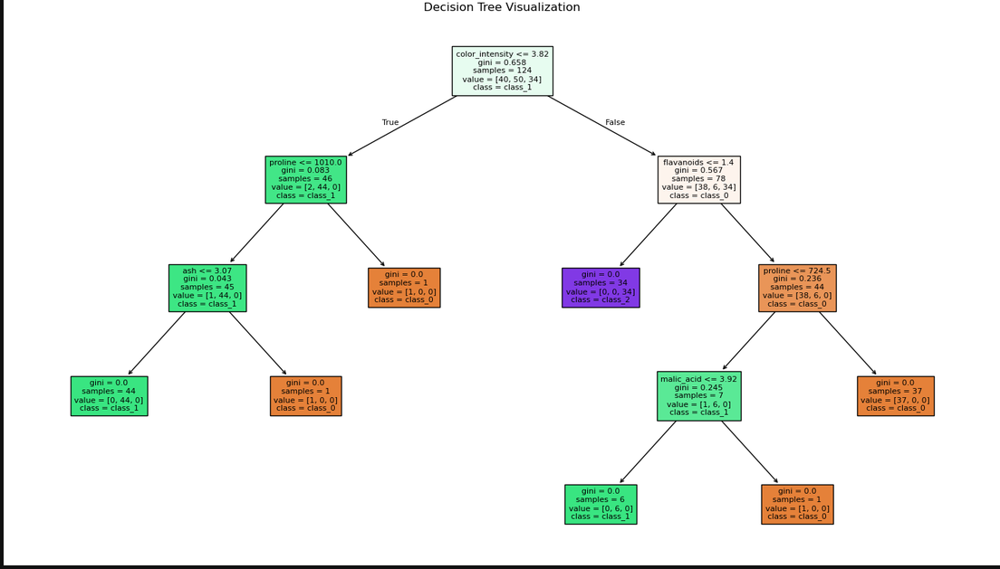 Decision Tree Visualization
color_intensity <= 3.82
gini = 0.658
samples = 124
value = [40, 50, 34]
class = class_1
True
False
proline <= 1010.0
gini = 0.083
samples = 46
value = [2, 44, 0]
class = class_1
flavanoids <= 1.4
gini = 0.567
samples = 78
value = [38, 6, 34]
class = class_0
ash <= 3.07
gini = 0.043
samples = 45
value = [1, 44, 0]
class = class_1
gini = 0.0
samples = 1
value = [1, 0, 0]
class = class_0
gini = 0.0
samples = 34
value = [0, 0, 34]
class = class_2
proline <= 724.5
gini = 0.236
samples = 44
value = [38, 6, 0]
class = class_0
gini = 0.0
samples = 44
value = [0, 44, 0]
class = class_1
gini = 0.0
samples = 1
value = [1, 0, 0]
class = class_0
malic_acid <= 3.92
gini = 0.245
samples = 7
value = [1, 6, 0]
class = class_1
gini = 0.0
samples = 37
value = [37, 0, 0]
class = class_0
gini = 0.0
samples = 6
value = [0, 6, 0]
class = class_1
gini = 0.0
samples = 1
value = [1, 0, 0]
class = class_0